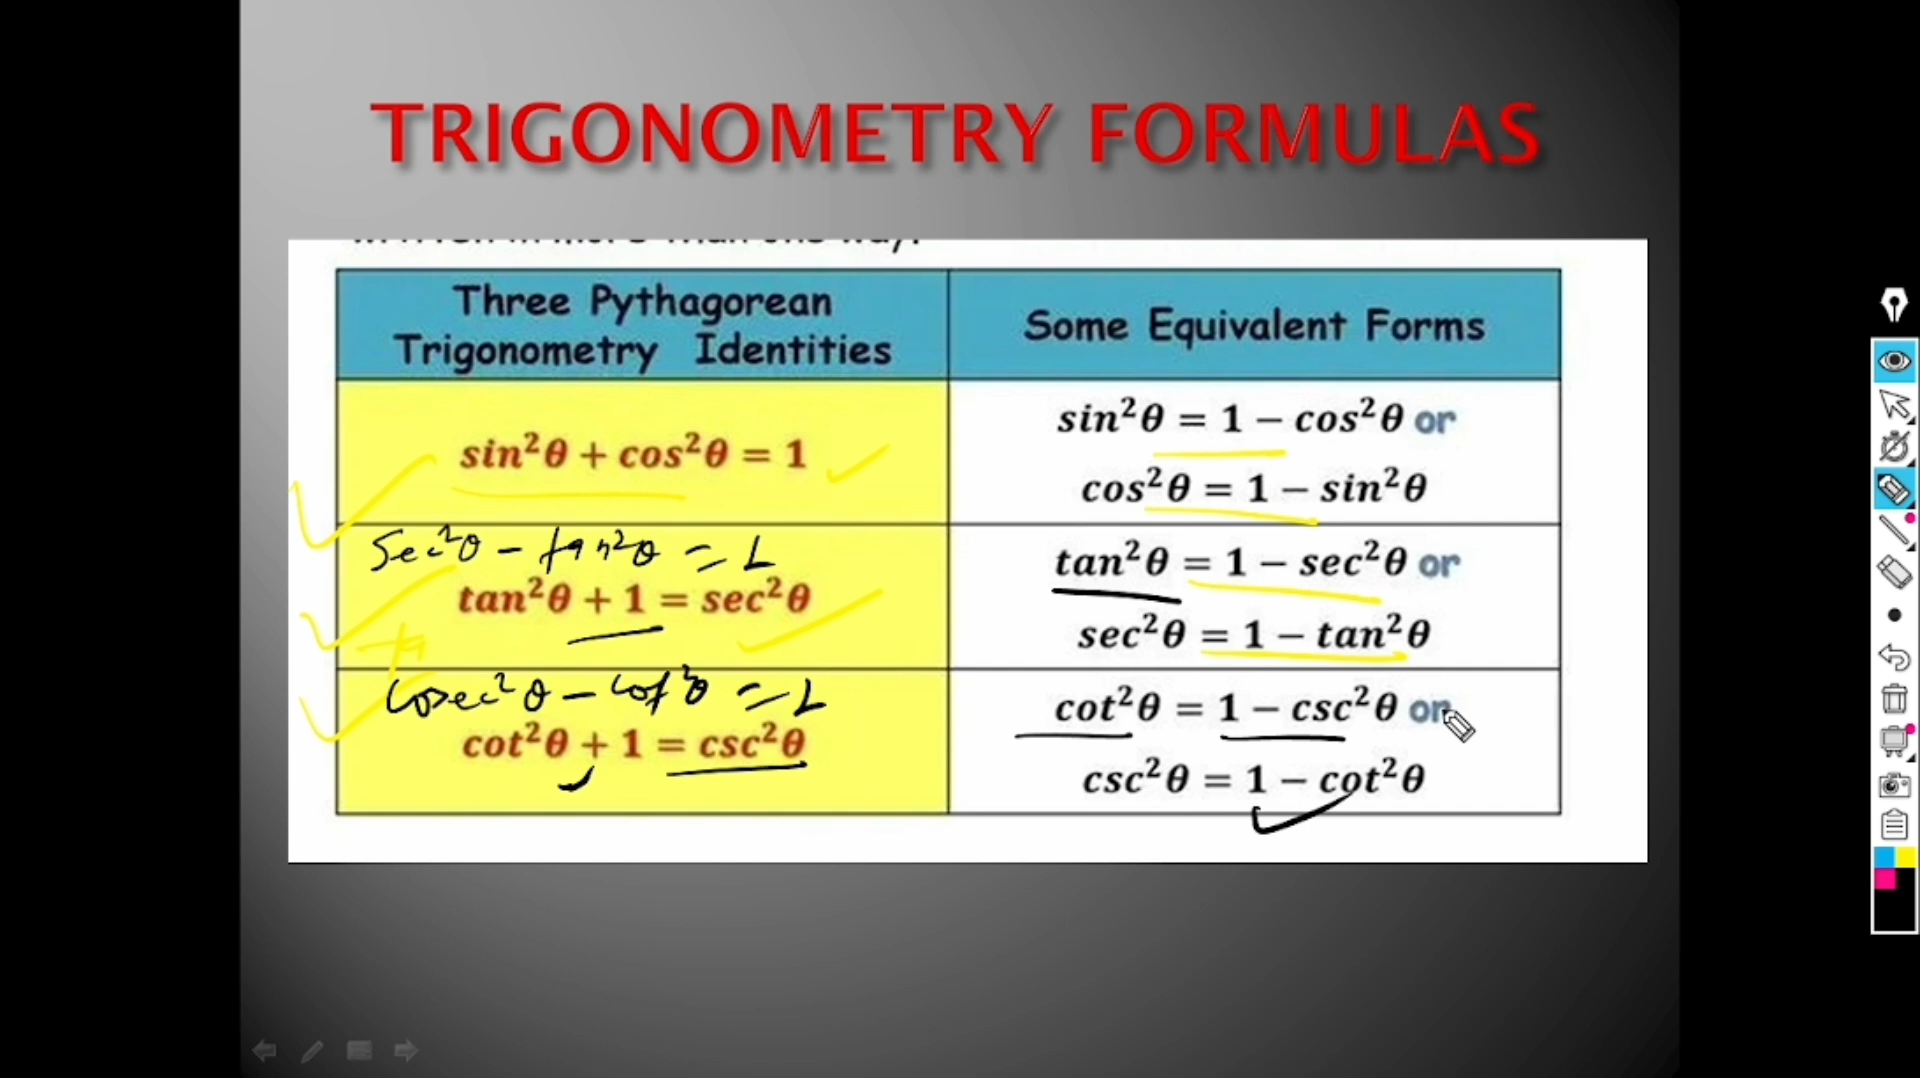 TRIGONOMETRY FORMULAS
Three Pythagorean
Trigonometry Identities
Some Equivalent Forms
sin²θ + cos²θ = 1
sin²θ = 1 − cos²θ or
cos²θ = 1 − sin²θ
Sec²θ − tan²θ = 1
tan²θ + 1 = sec²θ
tan²θ = 1 − sec²θ or
sec²θ = 1 − tan²θ
Cosec²θ − Cot²θ = 1
cot²θ + 1 = csc²θ
cot²θ = 1 − csc²θ or
csc²θ = 1 − cot²θ